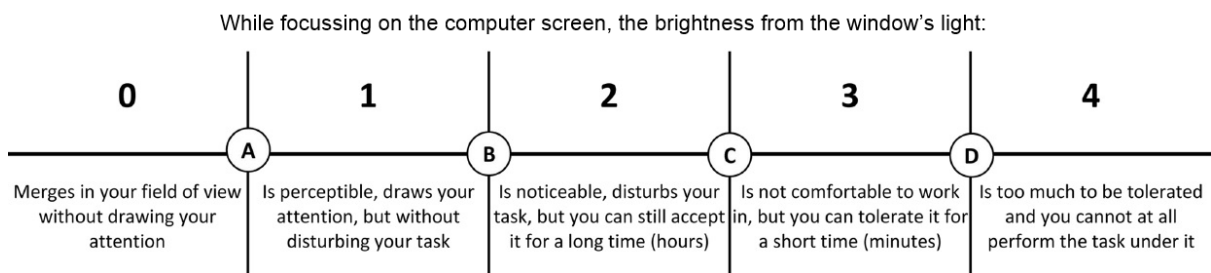 While focussing on the computer screen, the brightness from the window's light:
0
1
2
3
4
A
B
C
D
Merges in your field of view
without drawing your
attention
Is perceptible, draws your
attention, but without
disturbing your task
Is noticeable, disturbs your
task, but you can still accept
it for a long time (hours)
Is not comfortable to work
in, but you can tolerate it for
a short time (minutes)
Is too much to be tolerated
and you cannot at all
perform the task under it